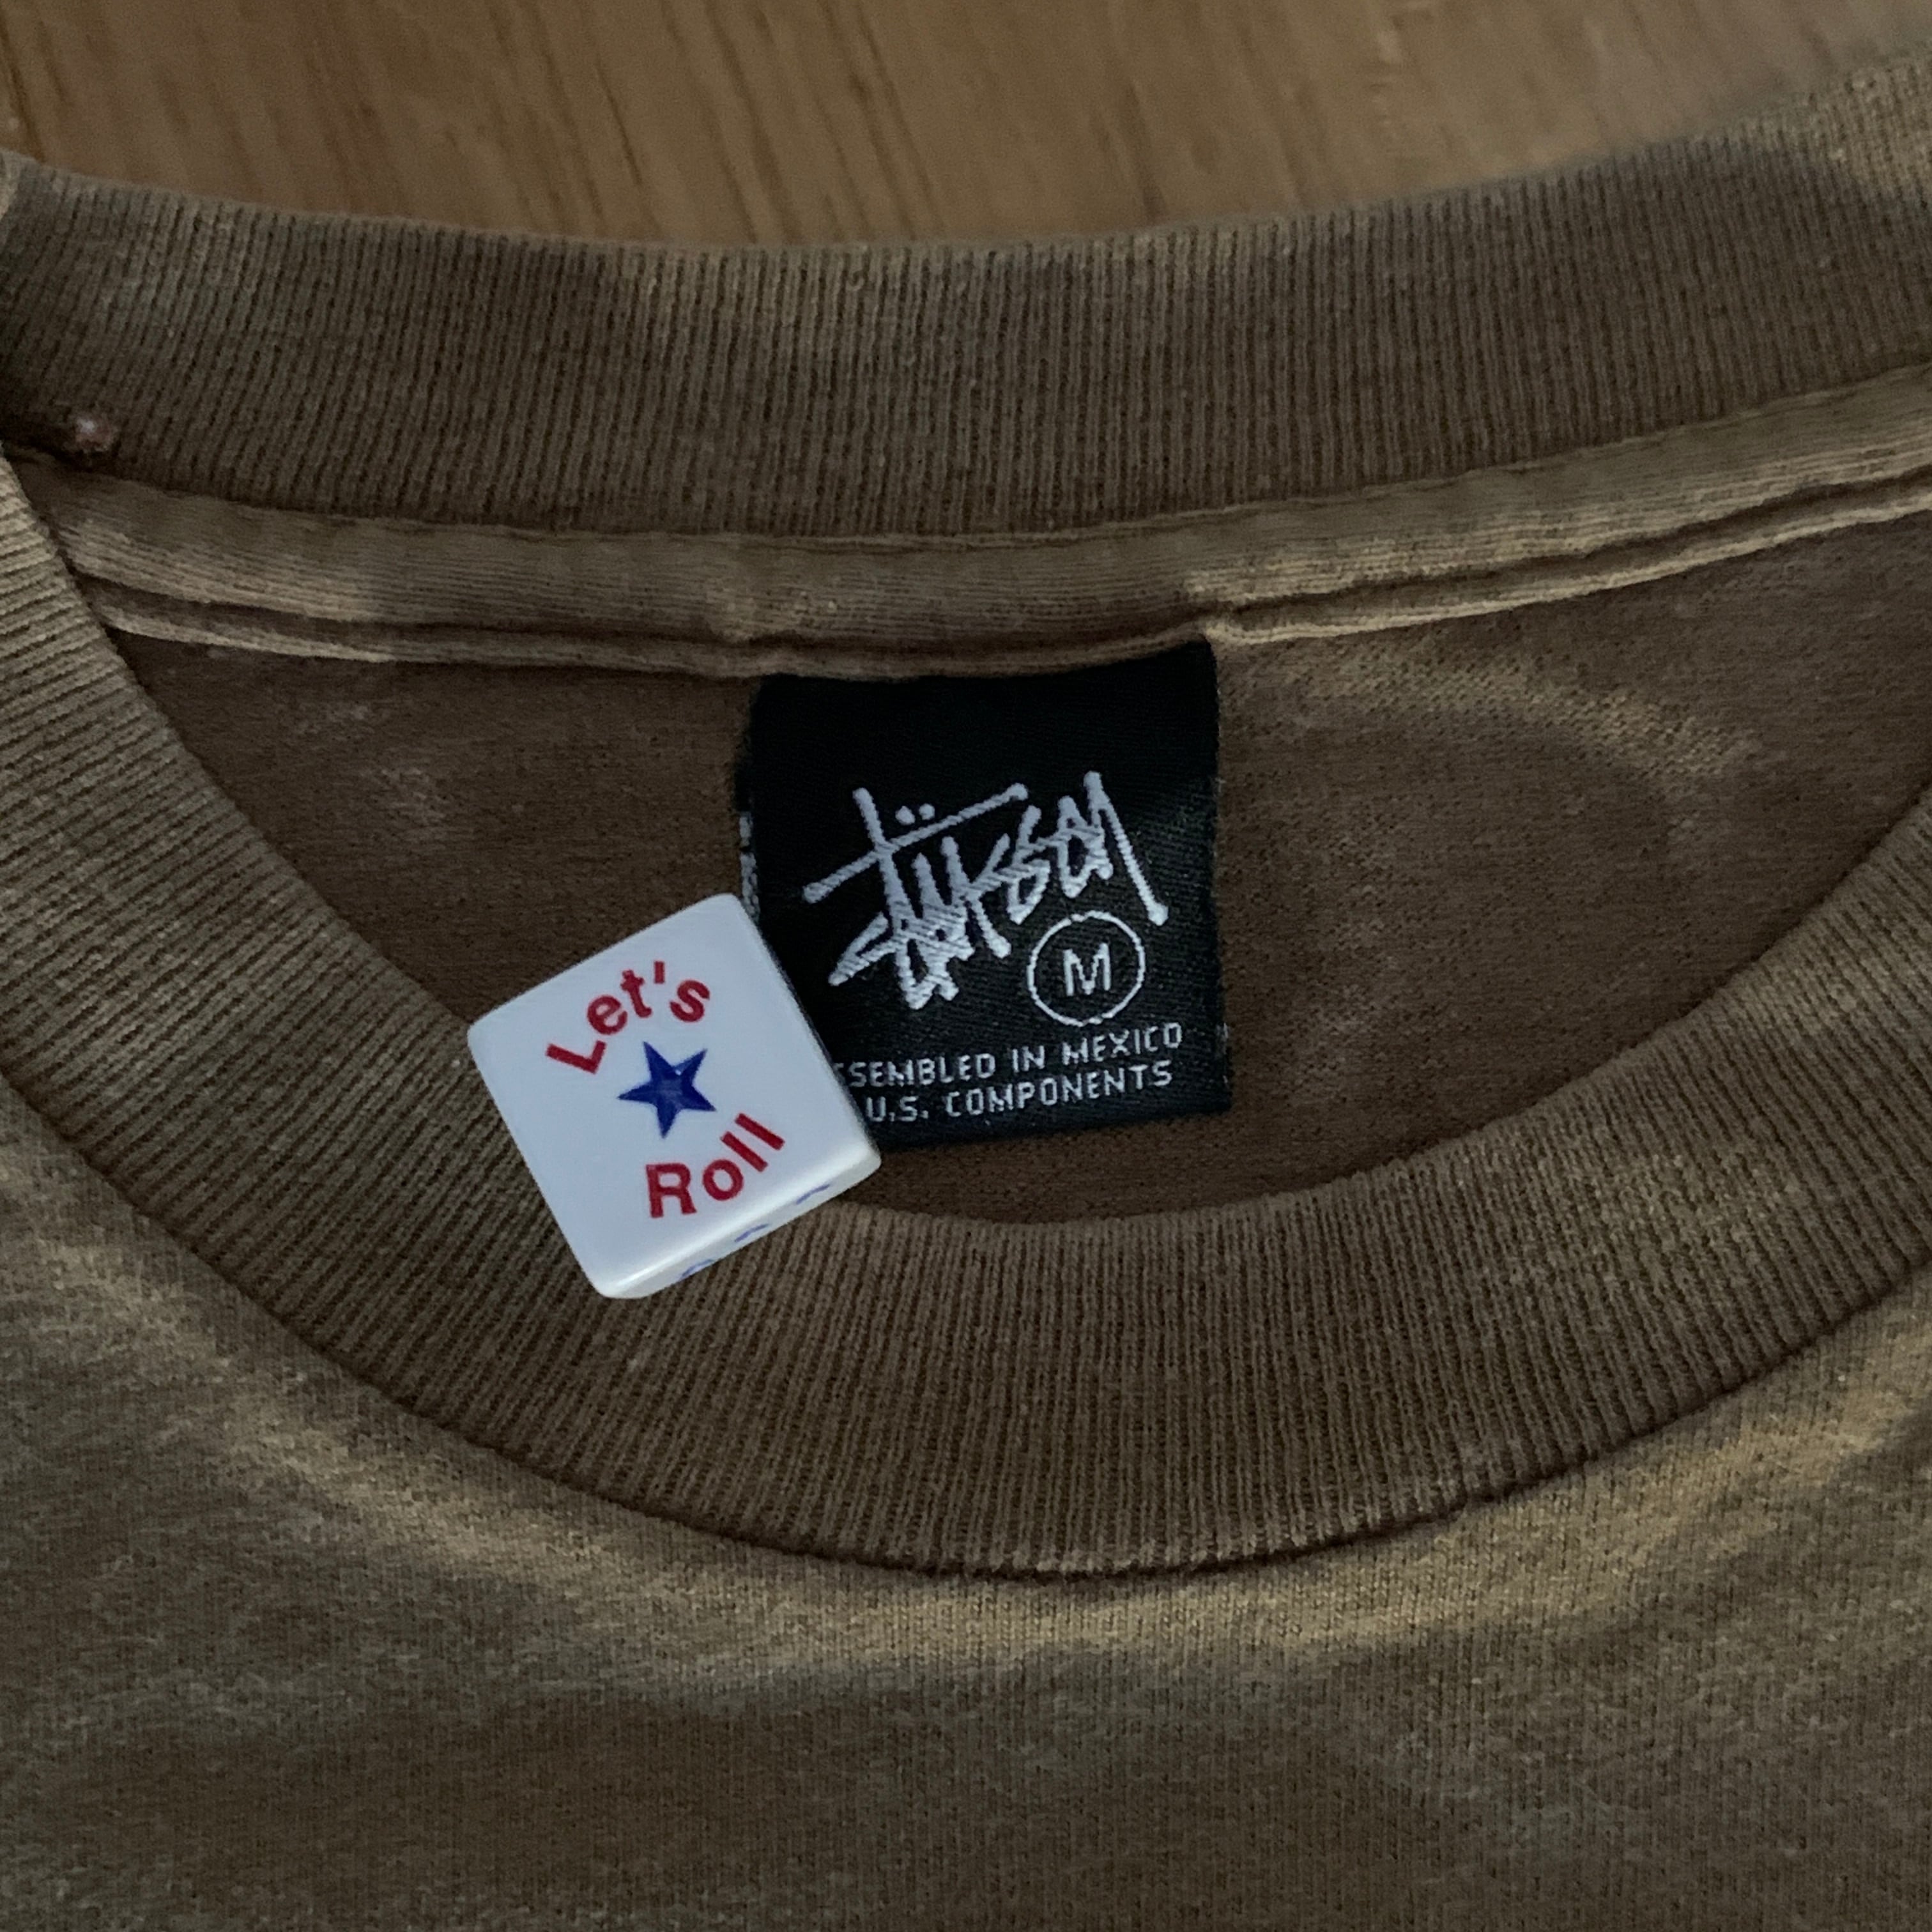 Stüssy
M
SSEMBLED IN MEXICO
U.S. COMPONENTS
Let's
Roll